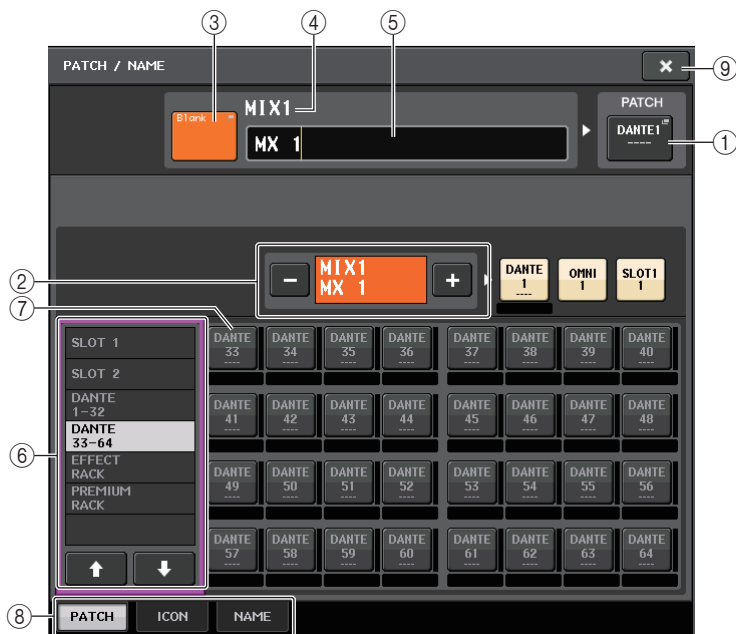 ③ ④ ⑤
PATCH / NAME
⑨
Blank
MIX1
MX 1
PATCH
DANTE1
----
①
②
MIX1
MX 1
DANTE
1
----
OMNI
1
SLOT1
1
⑦
⑥
SLOT 1
SLOT 2
DANTE
1-32
DANTE
33-64
EFFECT
RACK
PREMIUM
RACK
DANTE DANTE DANTE DANTE DANTE DANTE DANTE DANTE
33 34 35 36 37 38 39 40
---- ---- ---- ---- ---- ---- ---- ----
DANTE DANTE DANTE DANTE DANTE DANTE DANTE DANTE
41 42 43 44 45 46 47 48
---- ---- ---- ---- ---- ---- ---- ----
DANTE DANTE DANTE DANTE DANTE DANTE DANTE DANTE
49 50 51 52 53 54 55 56
---- ---- ---- ---- ---- ---- ---- ----
DANTE DANTE DANTE DANTE DANTE DANTE DANTE DANTE
57 58 59 60 61 62 63 64
---- ---- ---- ---- ---- ---- ---- ----
⑧
PATCH ICON NAME